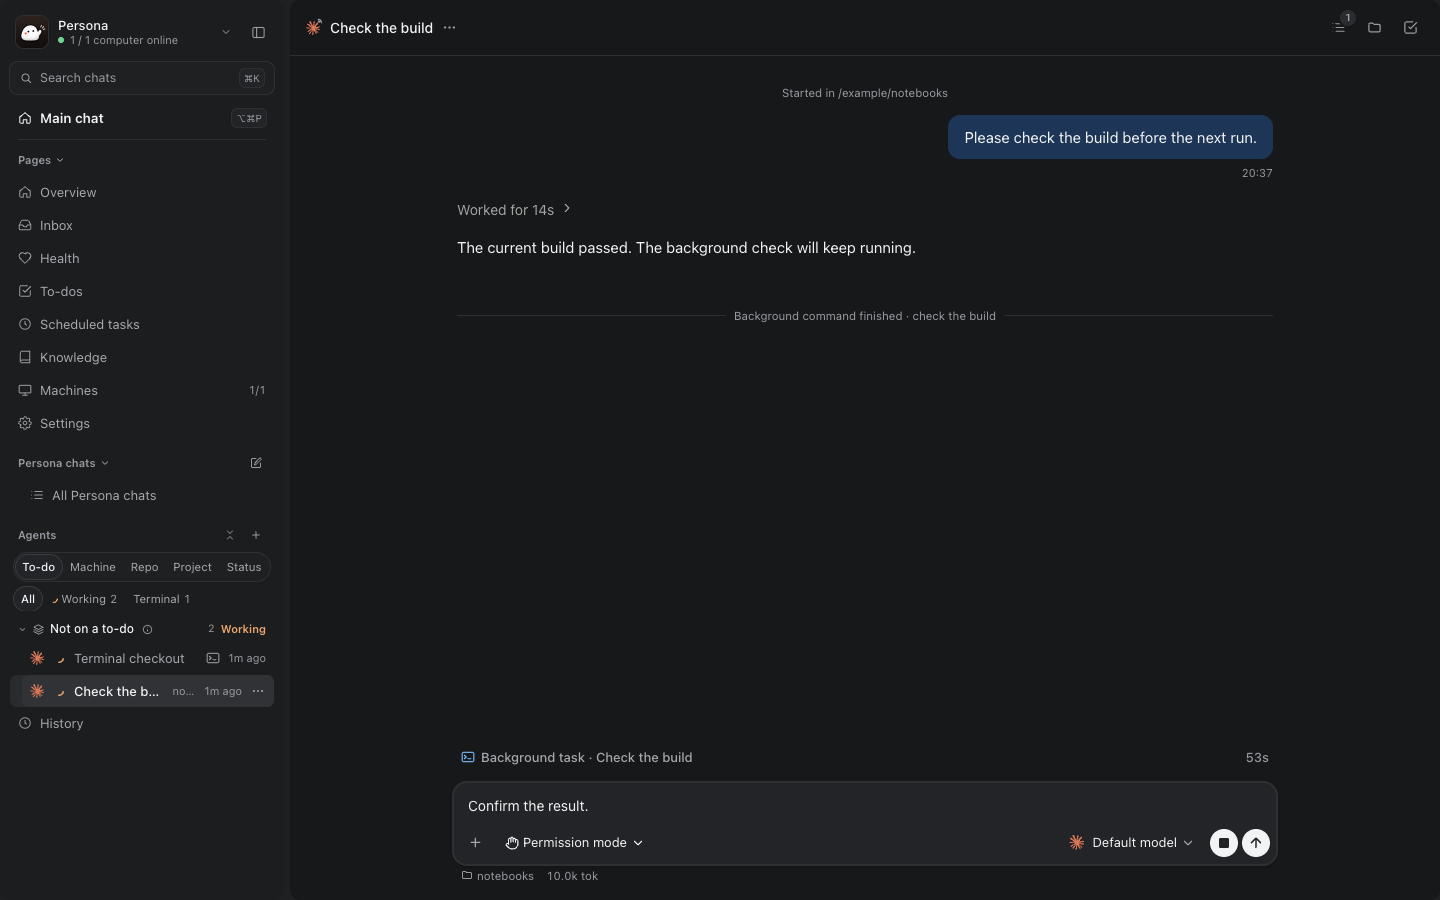 Persona
1 / 1 computer online
Search chats
⌘K
Main chat
⌥⌘P
Pages
Overview
Inbox
Health
To-dos
Scheduled tasks
Knowledge
Machines
1/1
Settings
Persona chats
All Persona chats
Agents
To-do
Machine
Repo
Project
Status
All
Working 2
Terminal 1
Not on a to-do
2 Working
Terminal checkout
1m ago
Check the b...
no...
1m ago
History
Check the build
1
Started in /example/notebooks
Please check the build before the next run.
20:37
Worked for 14s
The current build passed. The background check will keep running.
Background command finished · check the build
Background task · Check the build
53s
Confirm the result.
Permission mode
Default model
notebooks
10.0k tok